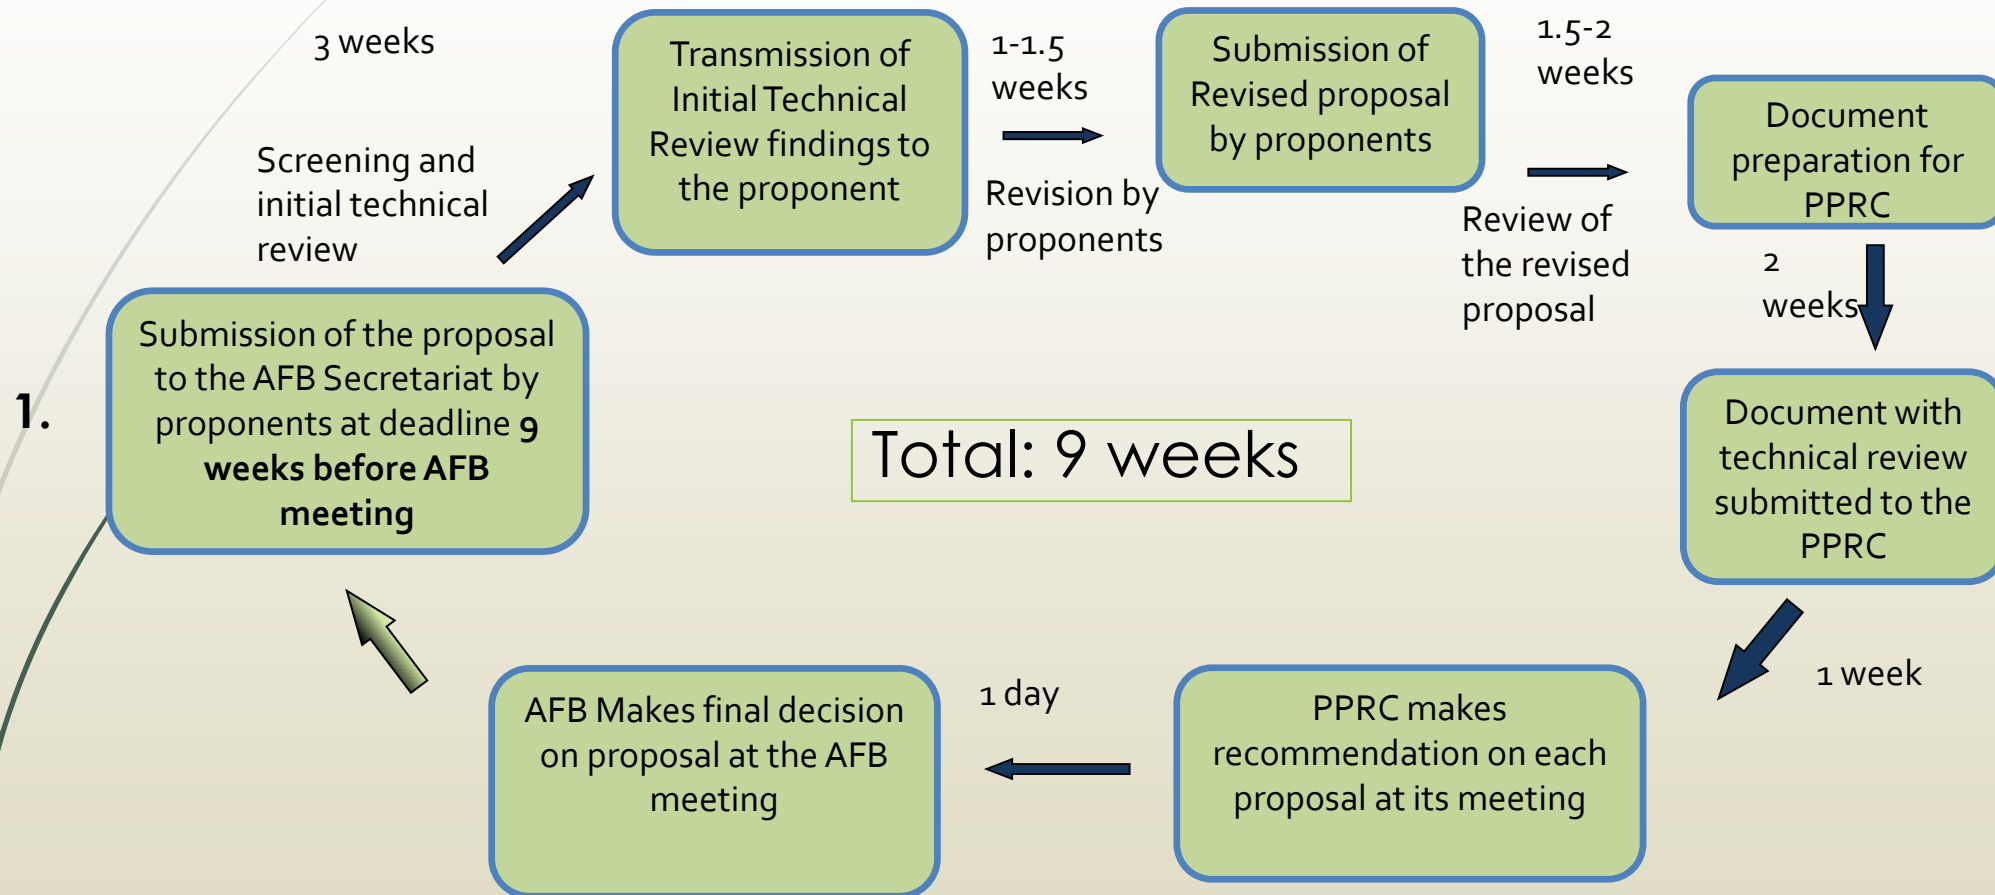 1.
Submission of the proposal
to the AFB Secretariat by
proponents at deadline 9
weeks before AFB
meeting
3 weeks
Screening and
initial technical
review
Transmission of
Initial Technical
Review findings to
the proponent
1-1.5
weeks
Revision by
proponents
Submission of
Revised proposal
by proponents
1.5-2
weeks
Review of
the revised
proposal
Document
preparation for
PPRC
2
weeks
Document with
technical review
submitted to the
PPRC
1 week
PPRC makes
recommendation on each
proposal at its meeting
1 day
AFB Makes final decision
on proposal at the AFB
meeting
Total: 9 weeks